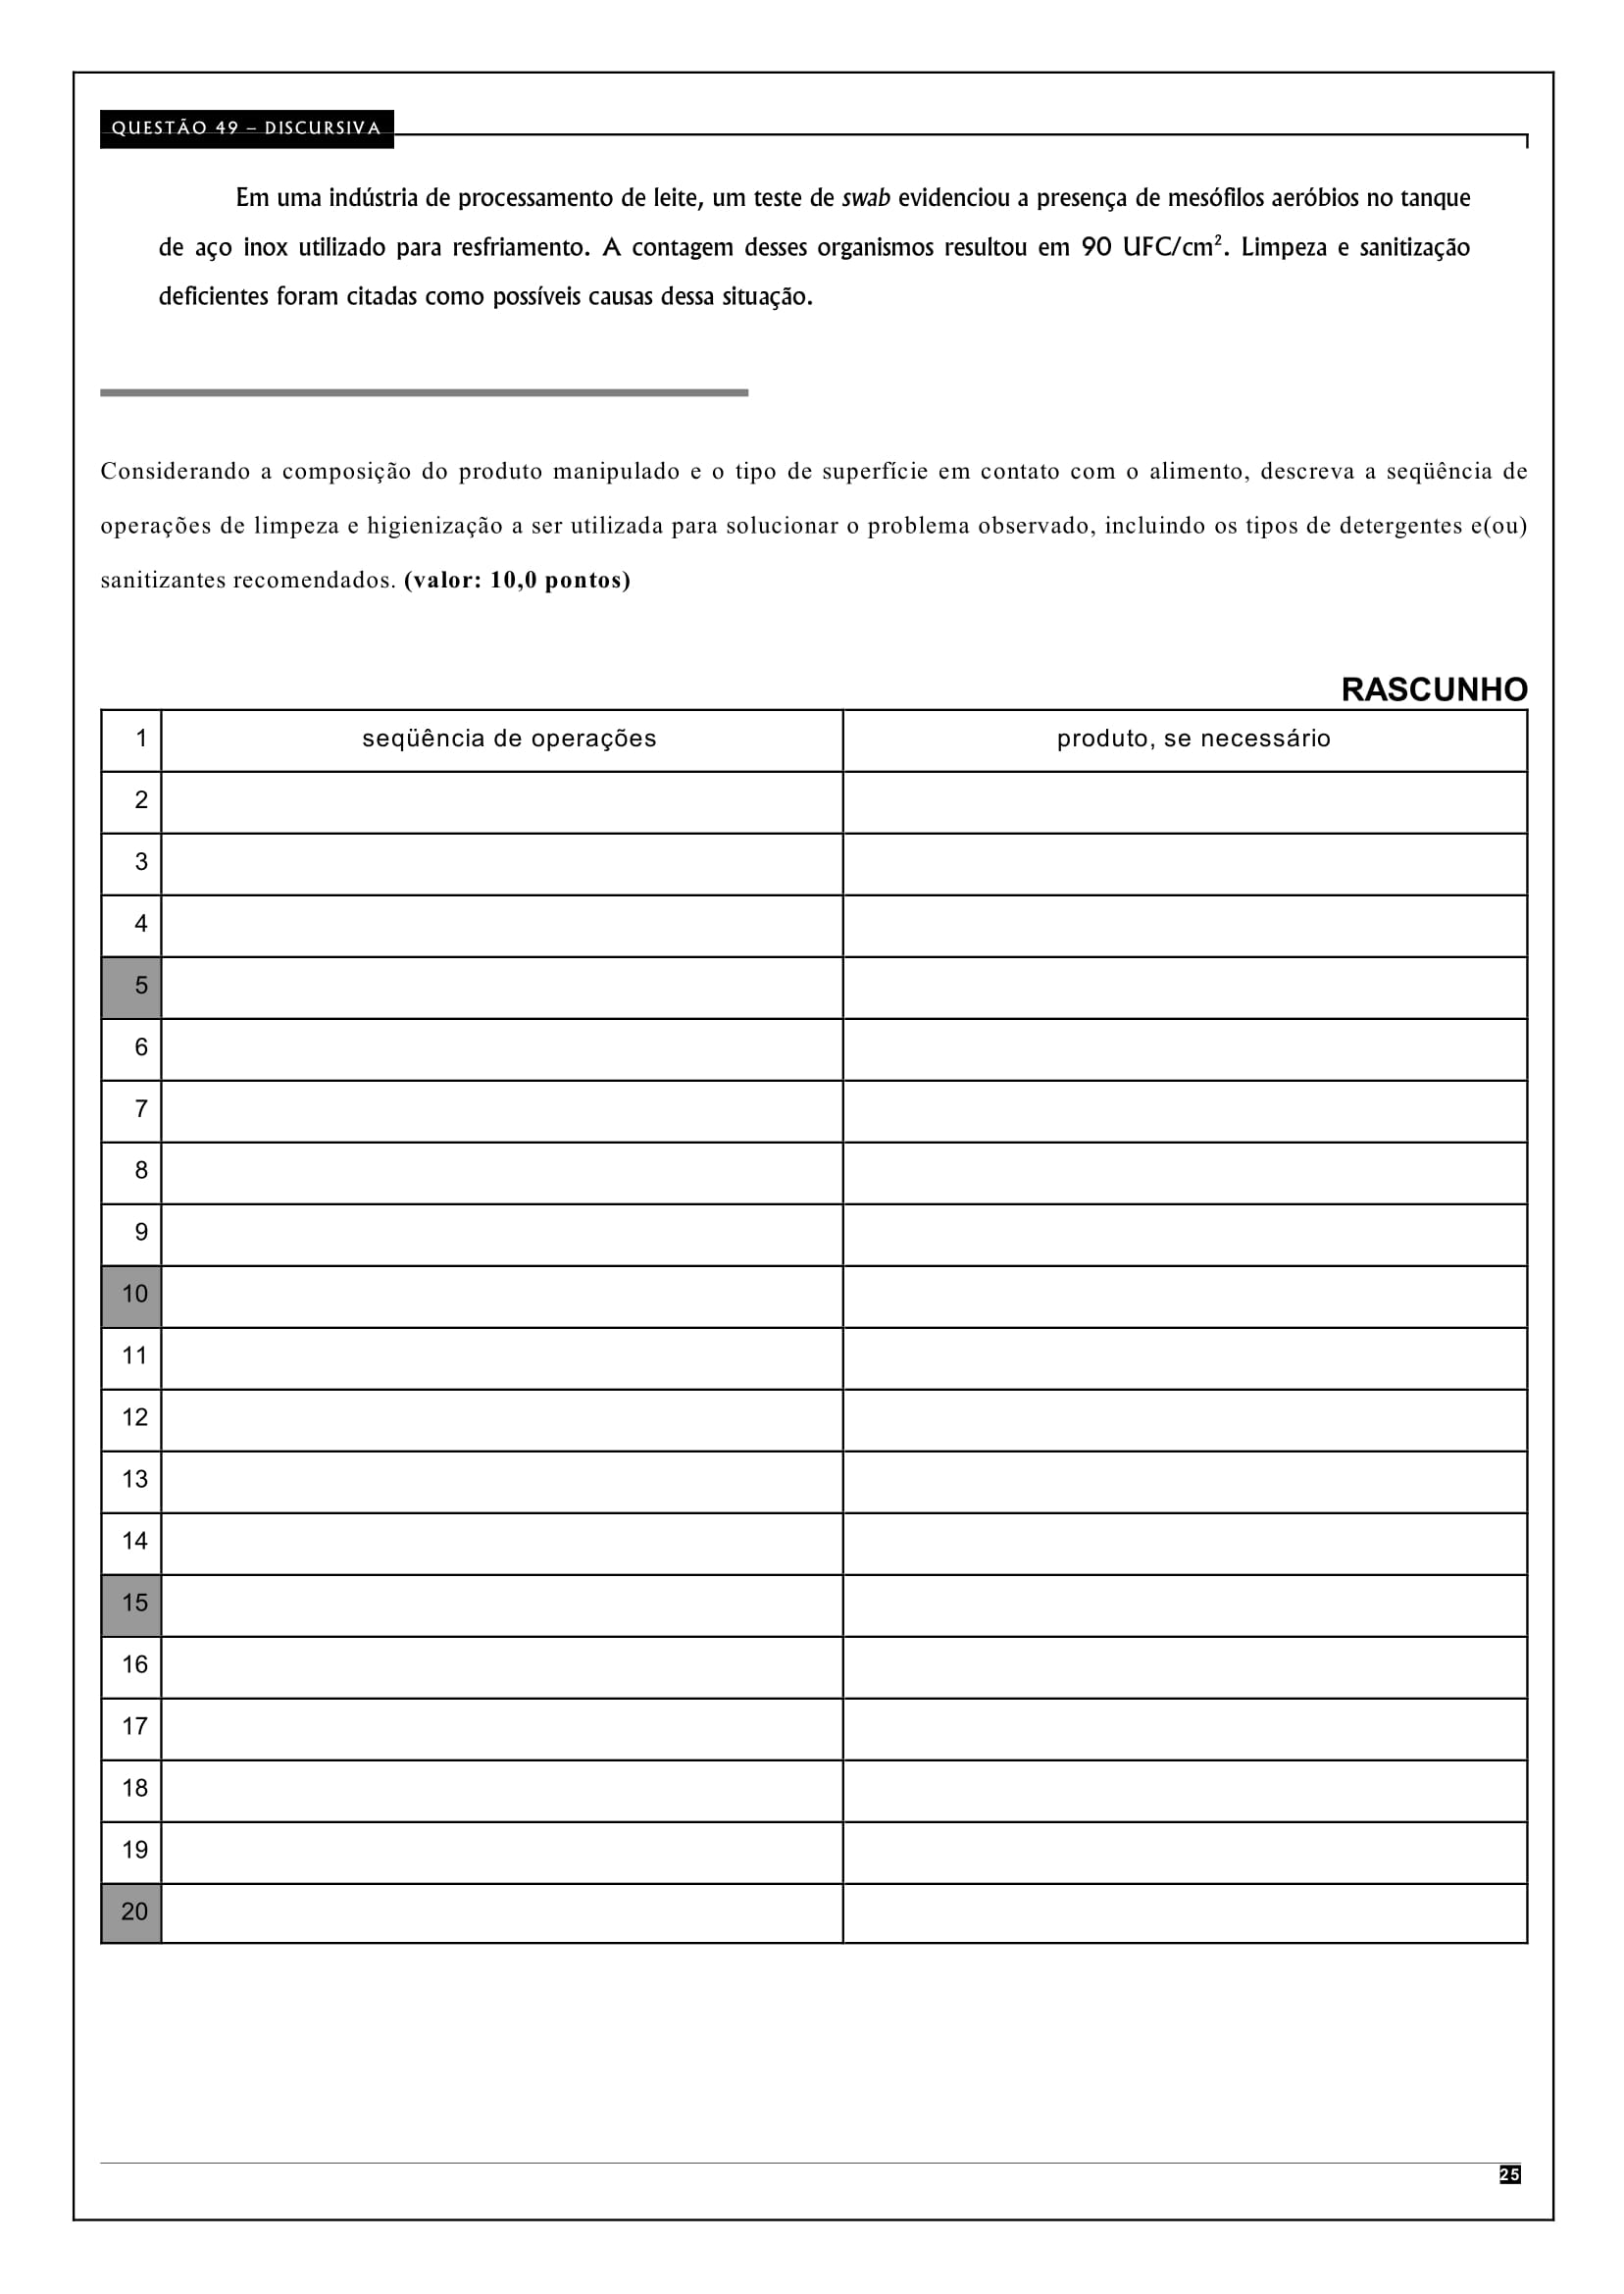 QUESTÃO 49 – DISCURSIVA
Em uma indústria de processamento de leite, um teste de swab evidenciou a presença de mesófilos aeróbios no tanque
de aço inox utilizado para resfriamento. A contagem desses organismos resultou em 90 UFC/cm². Limpeza e sanitização
deficientes foram citadas como possíveis causas dessa situação.
Considerando a composição do produto manipulado e o tipo de superfície em contato com o alimento, descreva a seqüência de
operações de limpeza e higienização a ser utilizada para solucionar o problema observado, incluindo os tipos de detergentes e(ou)
sanitizantes recomendados. (valor: 10,0 pontos)
RASCUNHO
1 seqüência de operações produto, se necessário
2
3
4
5
6
7
8
9
10
11
12
13
14
15
16
17
18
19
20
25